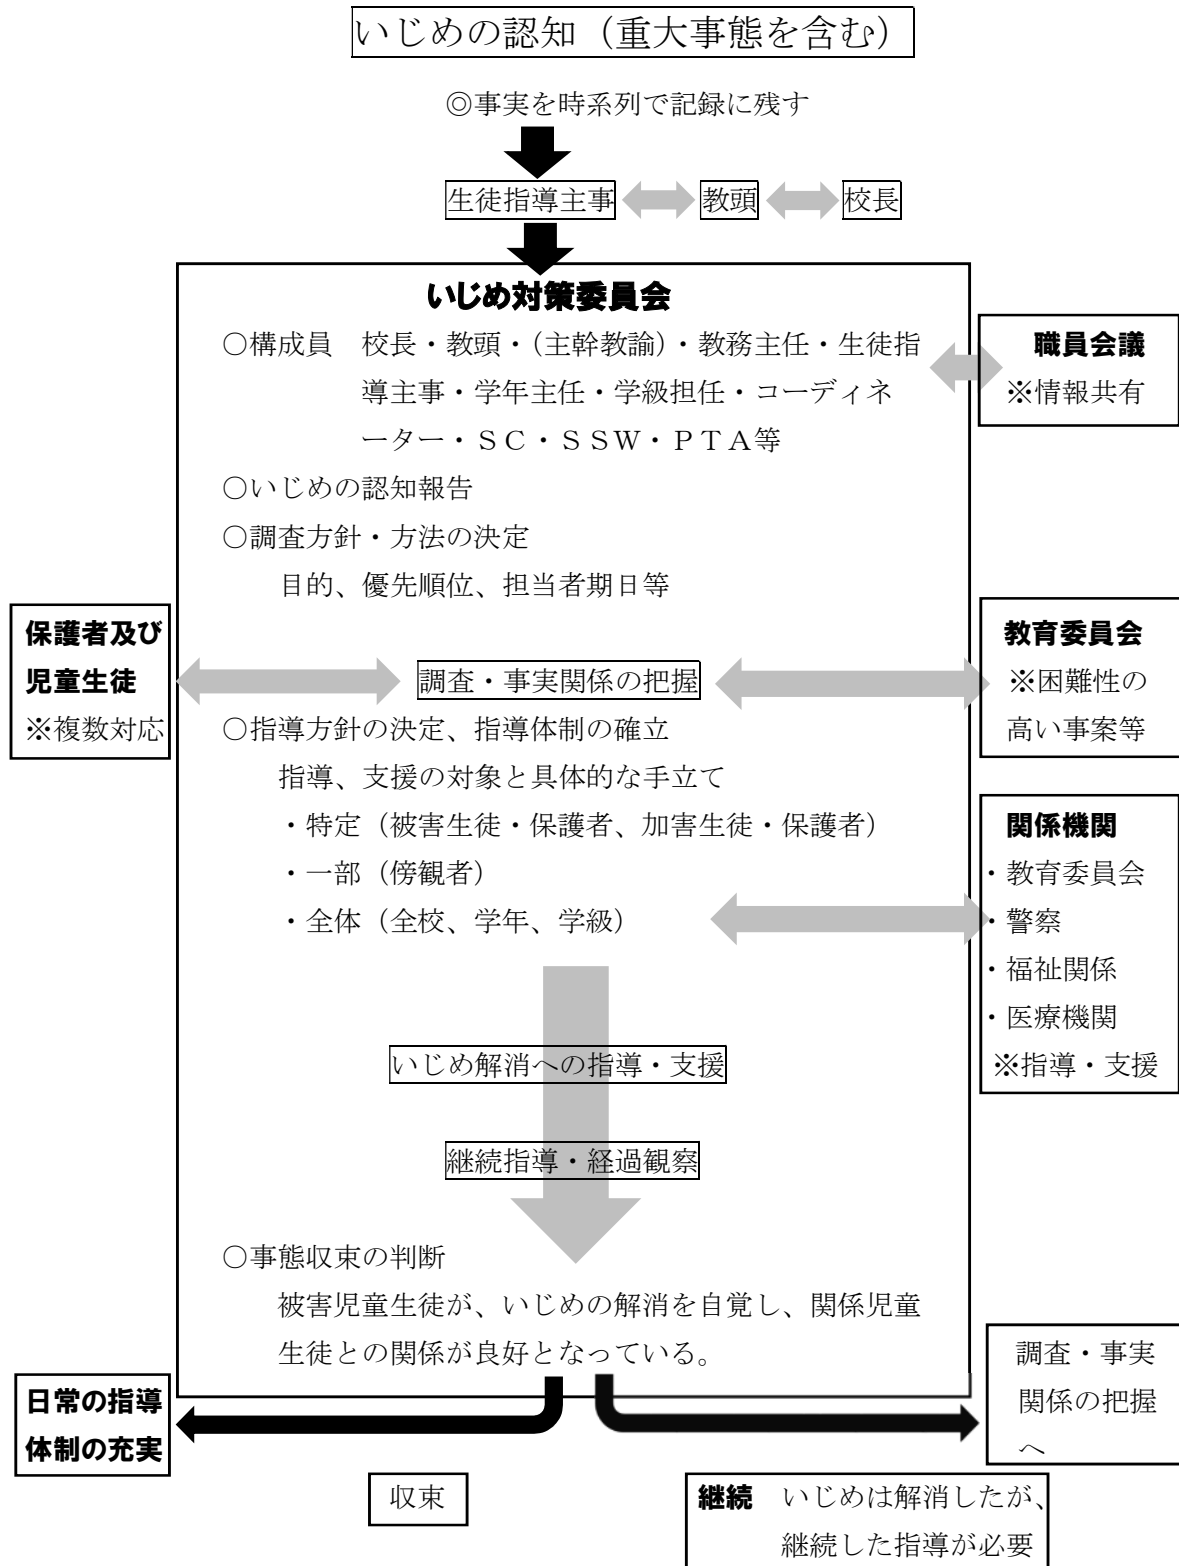 いじめの認知（重大事態を含む）
◎事実を時系列で記録に残す
生徒指導主事
教頭
校長
いじめ対策委員会
○構成員　校長・教頭・(主幹教諭)・教務主任・生徒指
導主事・学年主任・学級担任・コーディネ
ーター・ＳＣ・ＳＳＷ・ＰＴＡ等
職員会議
※情報共有
○いじめの認知報告
○調査方針・方法の決定
目的、優先順位、担当者期日等
保護者及び
児童生徒
※複数対応
調査・事実関係の把握
教育委員会
※困難性の
高い事案等
○指導方針の決定、指導体制の確立
指導、支援の対象と具体的な手立て
・特定（被害生徒・保護者、加害生徒・保護者）
・一部（傍観者）
・全体（全校、学年、学級）
関係機関
・教育委員会
・警察
・福祉関係
・医療機関
※指導・支援
いじめ解消への指導・支援
継続指導・経過観察
○事態収束の判断
被害児童生徒が、いじめの解消を自覚し、関係児童
生徒との関係が良好となっている。
日常の指導
体制の充実
調査・事実
関係の把握
へ
収束
継続　いじめは解消したが、
継続した指導が必要